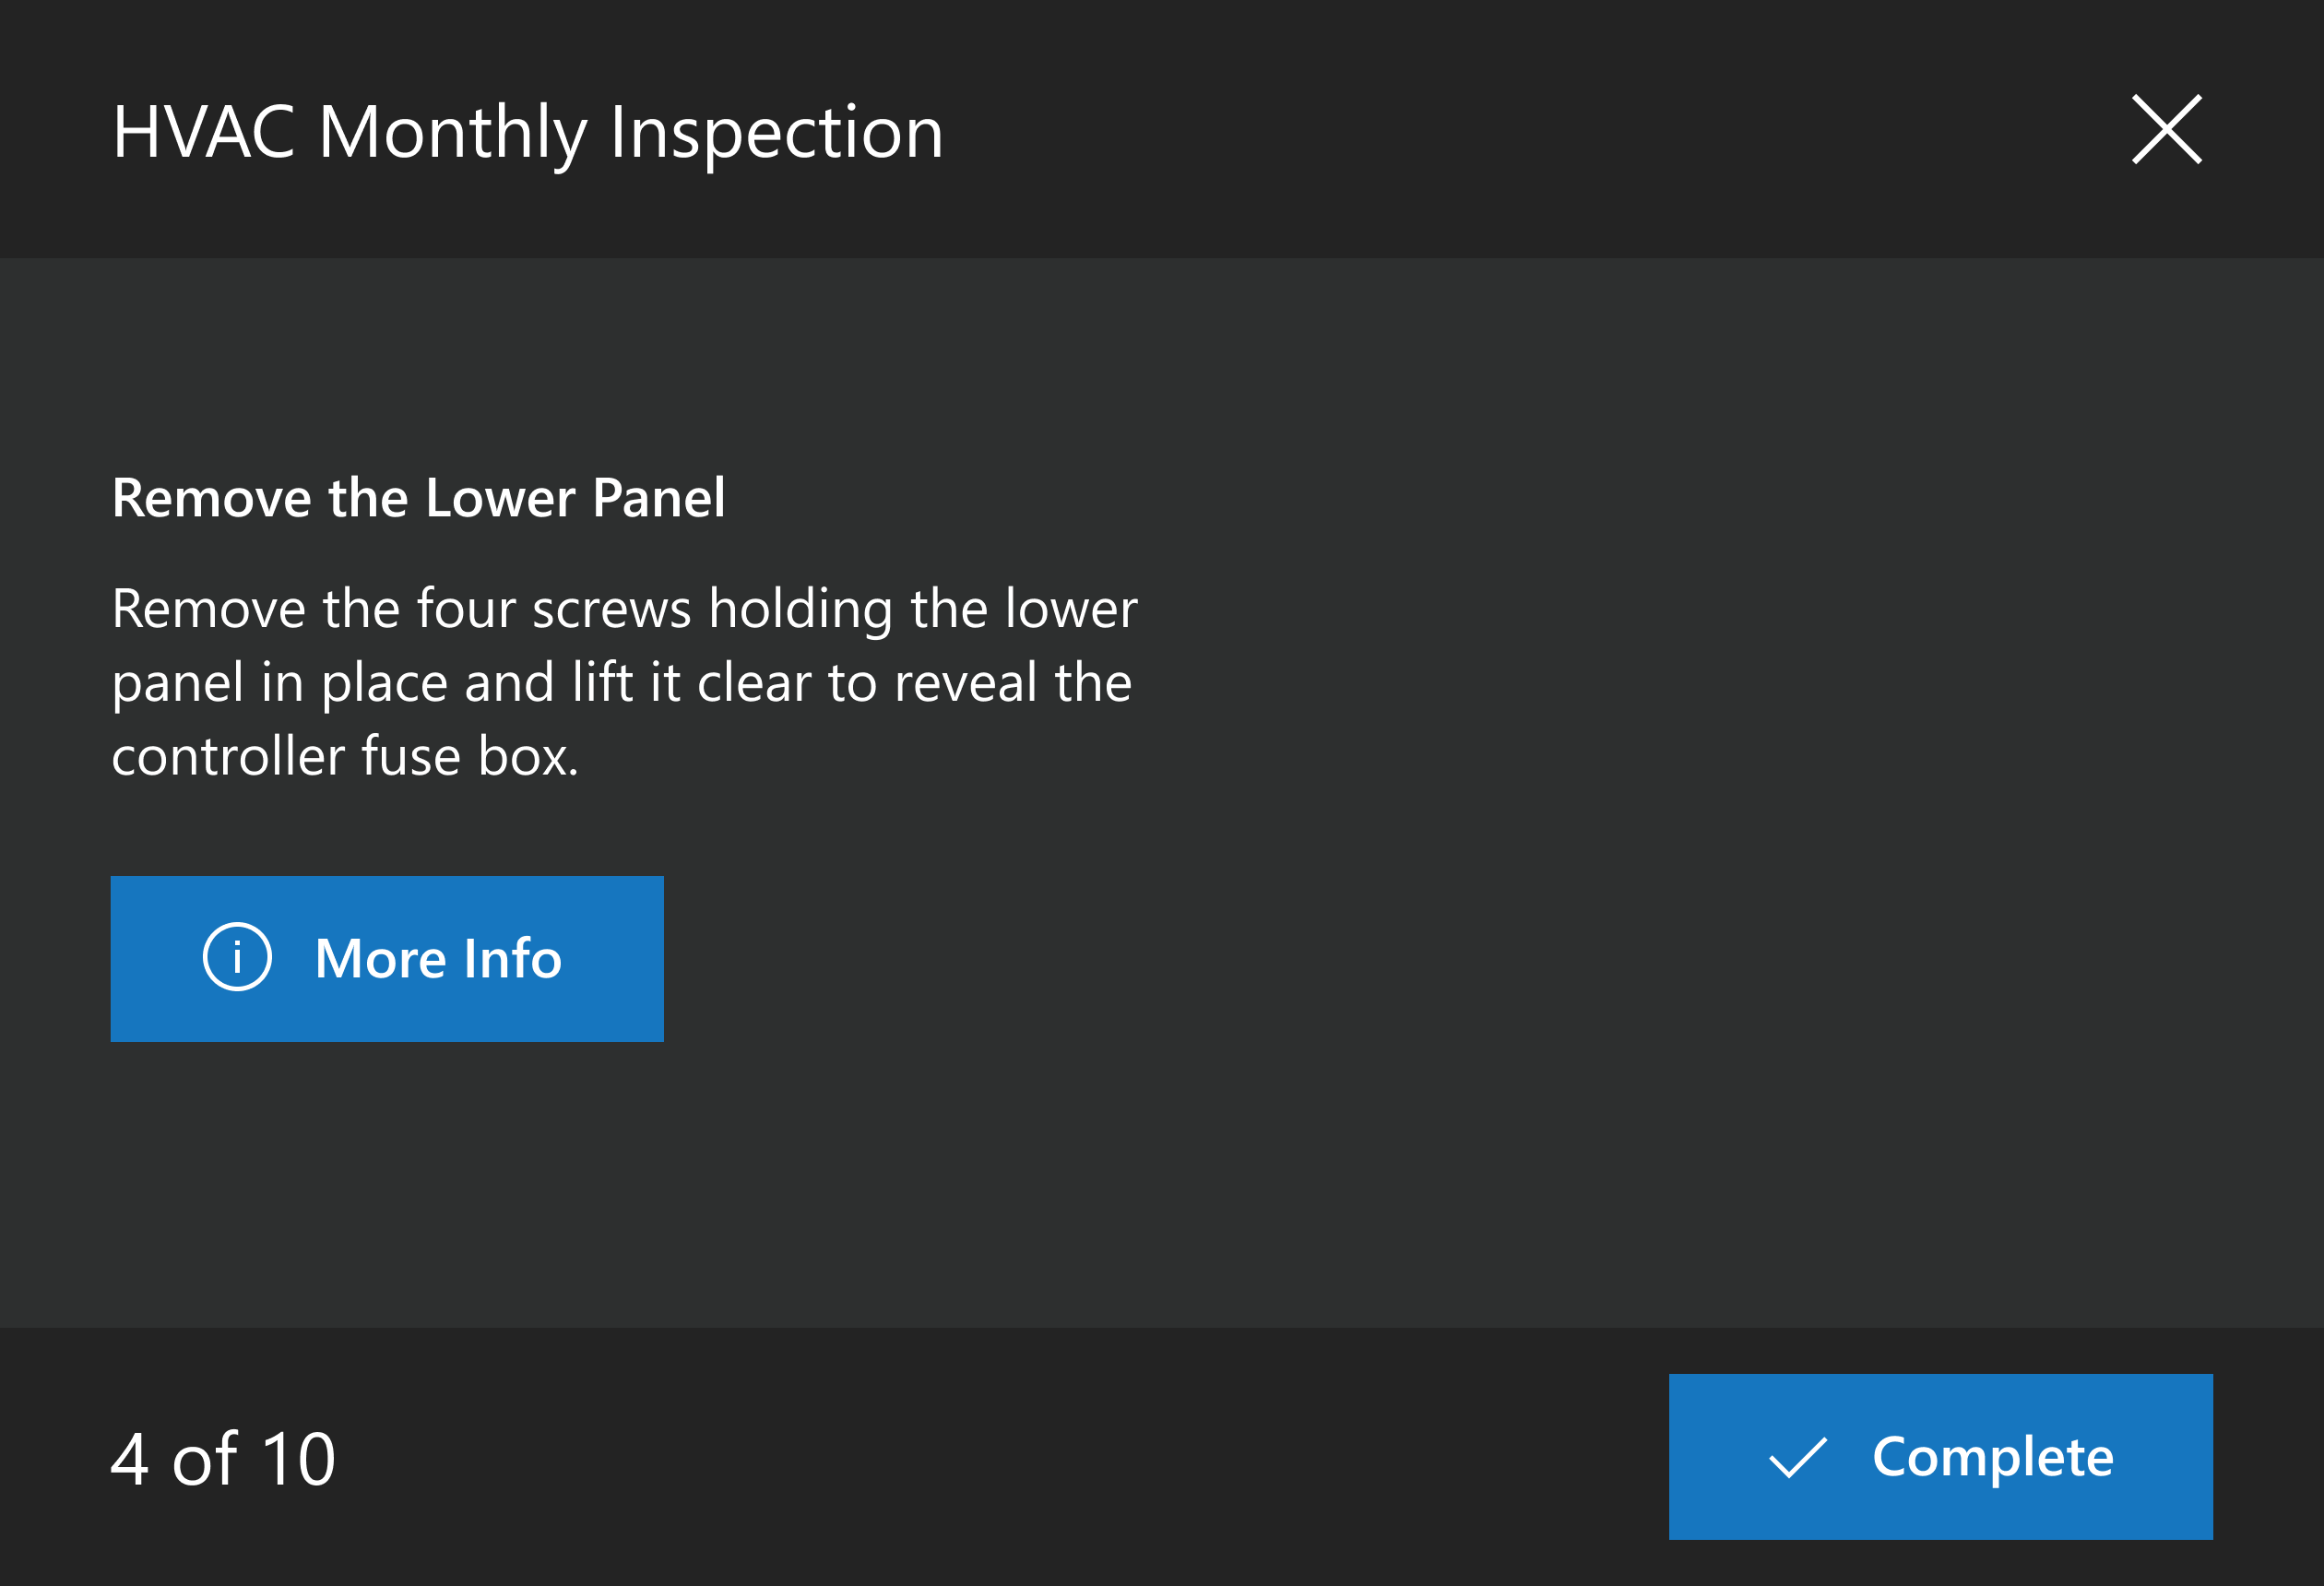 HVAC Monthly Inspection
Remove the Lower Panel
Remove the four screws holding the lower
panel in place and lift it clear to reveal the
controller fuse box.
More Info
4 of 10
Complete